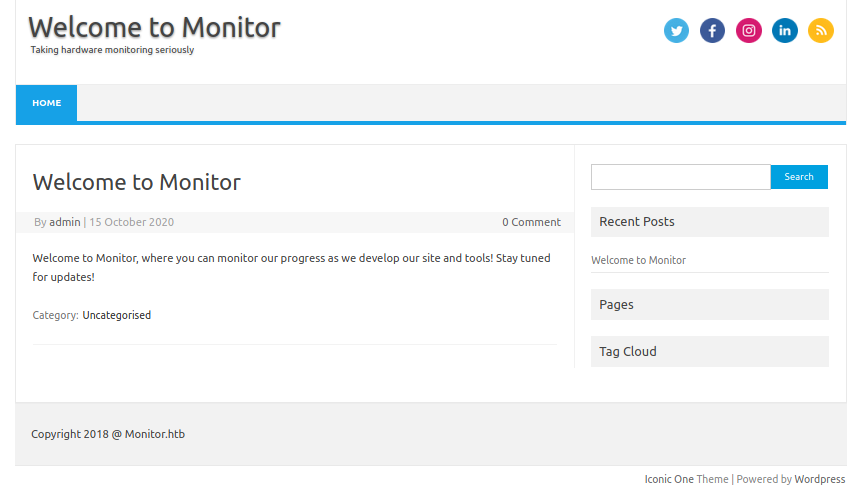 Welcome to Monitor
Taking hardware monitoring seriously
HOME
Welcome to Monitor
By admin | 15 October 2020
0 Comment
Welcome to Monitor, where you can monitor our progress as we develop our site and tools! Stay tuned
for updates!
Category: Uncategorised
Search
Recent Posts
Welcome to Monitor
Pages
Tag Cloud
Copyright 2018 @ Monitor.htb
Iconic One Theme | Powered by Wordpress